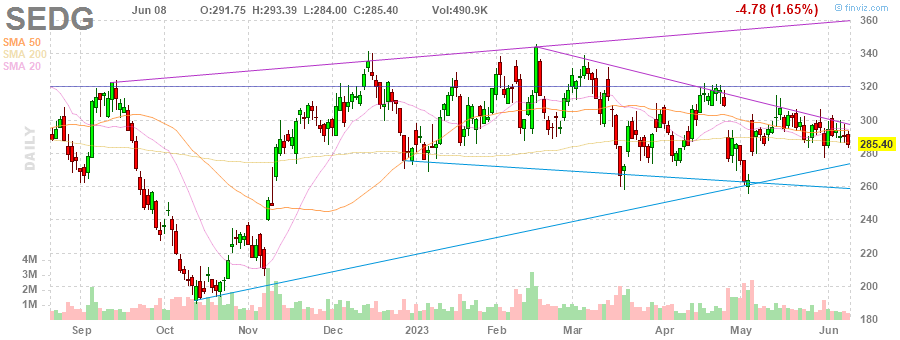 SEDG
Jun 08 O:291.75 H:293.39 L:284.00 C:285.40 Vol:490.9K -4.78 (1.65%)
finviz.com
SMA 50
SMA 200
SMA 20
DAILY
360
340
320
300
285.40
280
260
240
220
200
180
4M
3M
2M
1M
Sep Oct Nov Dec 2023 Feb Mar Apr May Jun